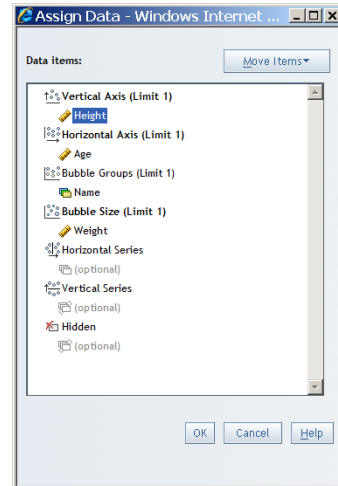 Assign Data - Windows Internet ...
Data items:
Move Items
Vertical Axis (Limit 1)
Height
Horizontal Axis (Limit 1)
Age
Bubble Groups (Limit 1)
Name
Bubble Size (Limit 1)
Weight
Horizontal Series
(optional)
Vertical Series
(optional)
Hidden
(optional)
OK Cancel Help